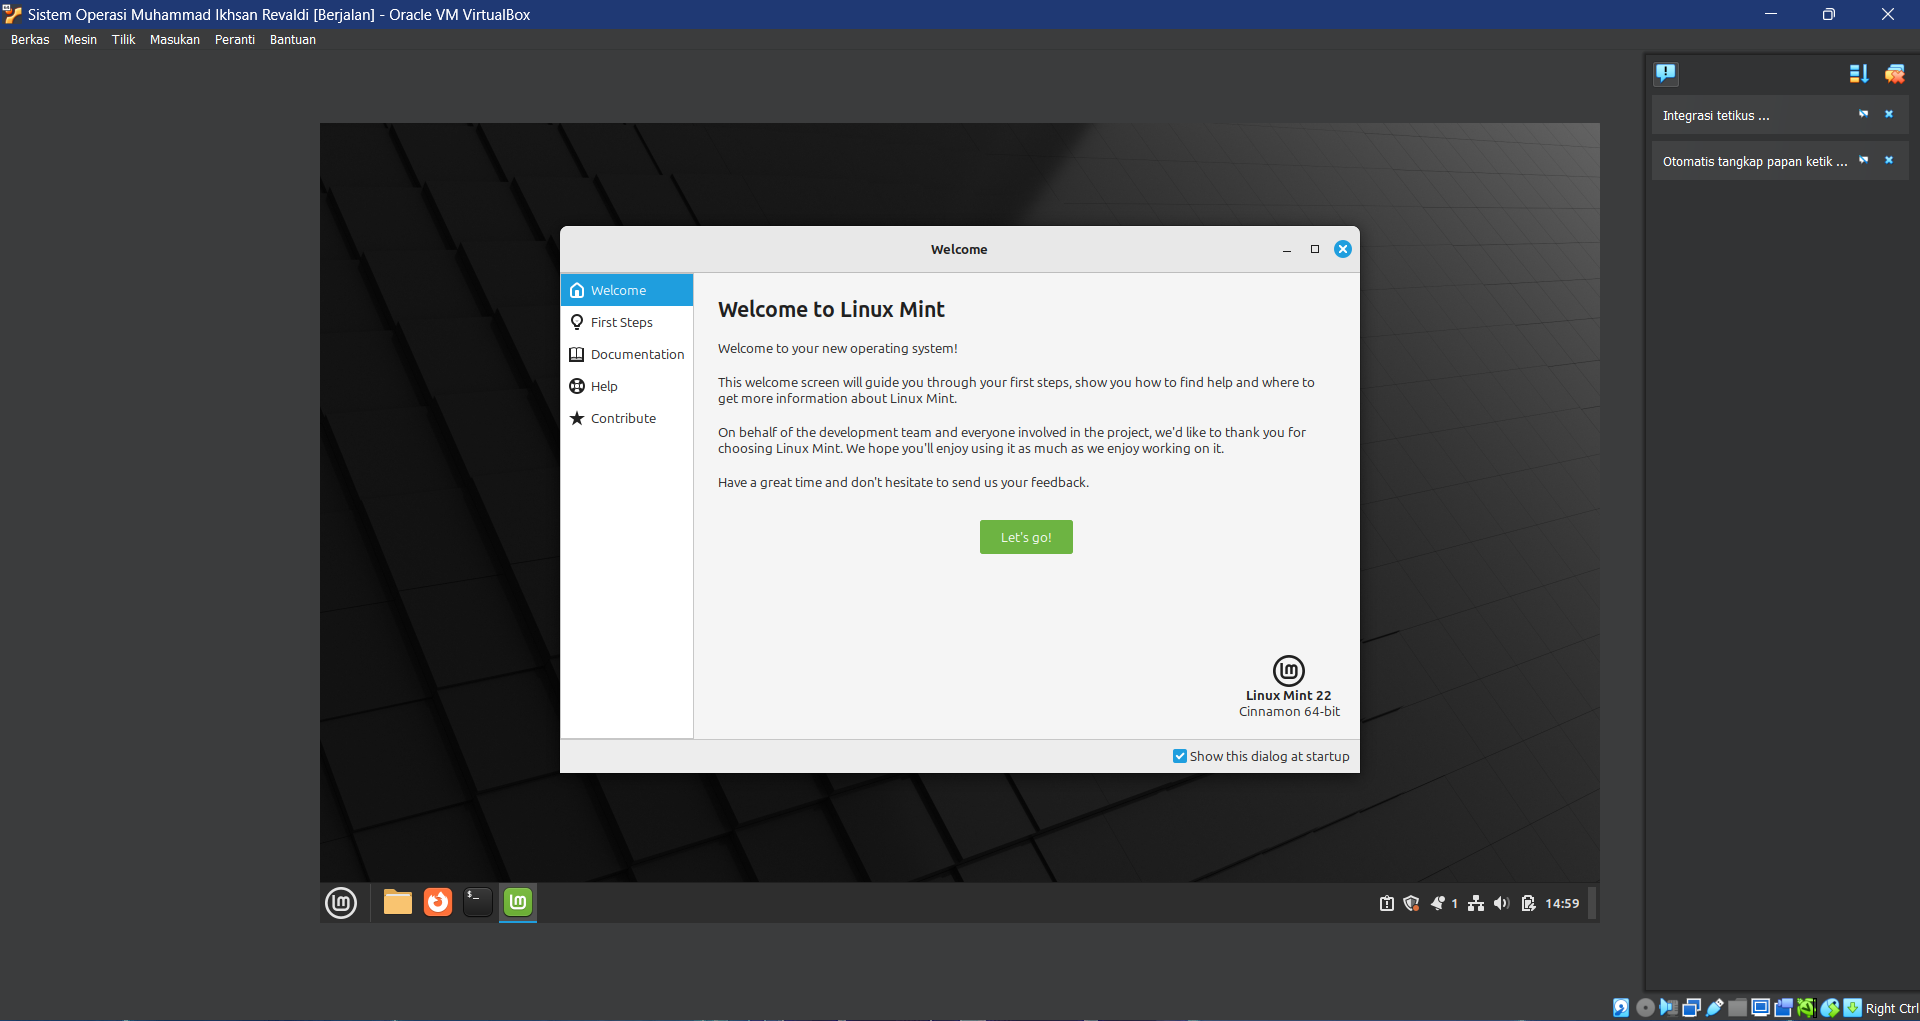 Sistem Operasi Muhammad Ikhsan Revaldi [Berjalan] - Oracle VM VirtualBox
Berkas Mesin Tilik Masukan Peranti Bantuan
Integrasi tetikus ...
Otomatis tangkap papan ketik ...
Welcome
Welcome
First Steps
Documentation
Help
Contribute
Welcome to Linux Mint
Welcome to your new operating system!
This welcome screen will guide you through your first steps, show you how to find help and where to
get more information about Linux Mint.
On behalf of the development team and everyone involved in the project, we'd like to thank you for
choosing Linux Mint. We hope you'll enjoy using it as much as we enjoy working on it.
Have a great time and don't hesitate to send us your feedback.
Let's go!
Linux Mint 22
Cinnamon 64-bit
Show this dialog at startup
1 14:59
Right Ctrl